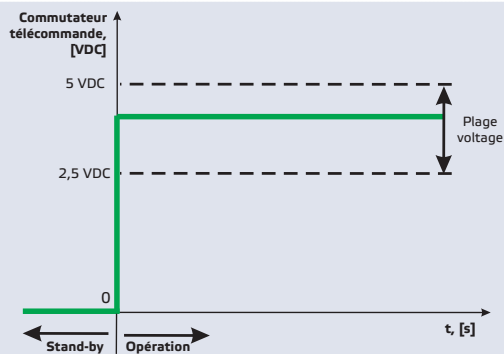 Commutateur
télécommande,
[VDC]
5 VDC
Plage
voltage
2,5 VDC
0
t, [s]
Stand-by
Opération